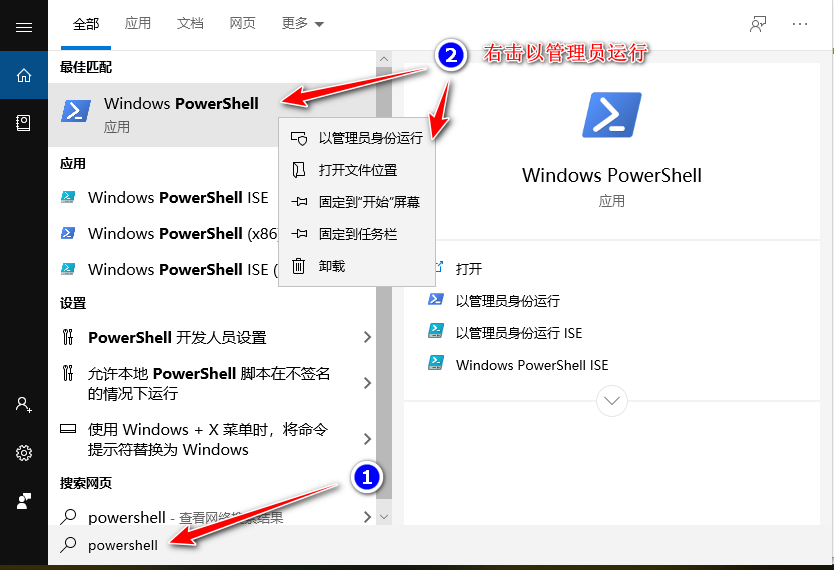 全部 应用 文档 网页 更多
最佳匹配
Windows PowerShell
应用
应用
Windows PowerShell ISE
Windows PowerShell (x86
Windows PowerShell ISE (
设置
PowerShell 开发人员设置
允许本地 PowerShell 脚本在不签名
的情况下运行
使用 Windows + X 菜单时，将命令
提示符替换为 Windows
搜索网页
powershell - 查看网络搜索结果
powershell
1
2
右击以管理员运行
以管理员身份运行
打开文件位置
固定到"开始"屏幕
固定到任务栏
卸载
Windows PowerShell
应用
打开
以管理员身份运行
以管理员身份运行 ISE
Windows PowerShell ISE